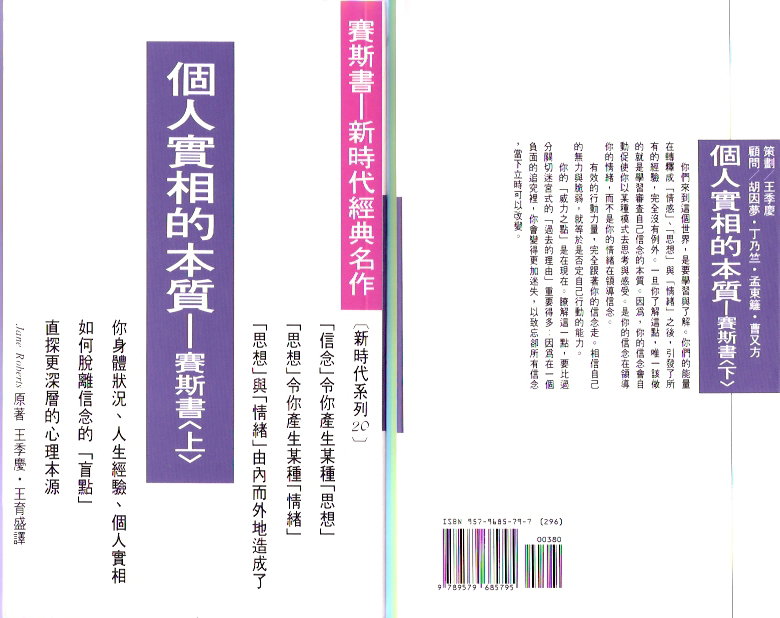 賽斯書－新時代經典名作
〔新時代系列20〕
「信念」令你產生某種「思想」
「思想」令你產生某種「情緒」
「思想」與「情緒」由內而外地造成了
個人實相的本質－賽斯書〈上〉
你身體狀況、人生經驗、個人實相
如何脫離信念的「盲點」
直探更深層的心理本源
Jane Roberts 原著 王季慶・王育盛譯
策劃／王季慶
顧問／胡因夢・丁乃竺・孟東籬・曹又方
個人實相的本質－賽斯書〈下〉
你們來到這個世界，是要學習與了解。你們的能量
在轉釋成「情感」、「思想」與「情緒」之後，引發了所
有的經驗，完全沒有例外。一旦你了解這點，唯一該做
的就是學習審查自己信念的本質。因為，你的信念會自
動促使你以某種模式去思考與感受。是你的信念在領導
你的情緒，而不是你的情緒在領導信念。
有效的行動力量，完全跟著你的信念走。相信自己
的無力與脆弱，就等於是否定自己行動的能力。
你的「威力之點」是在現在。瞭解這一點，要比過
分關切迷宮式的「過去的理由」重要得多；因為在一個
負面的追究裡，你會變得更加迷失，以致忘卻所有信念
，當下立時可以改變。
ISBN 957-9685-79-7 (296)
00380
9 789579 685795